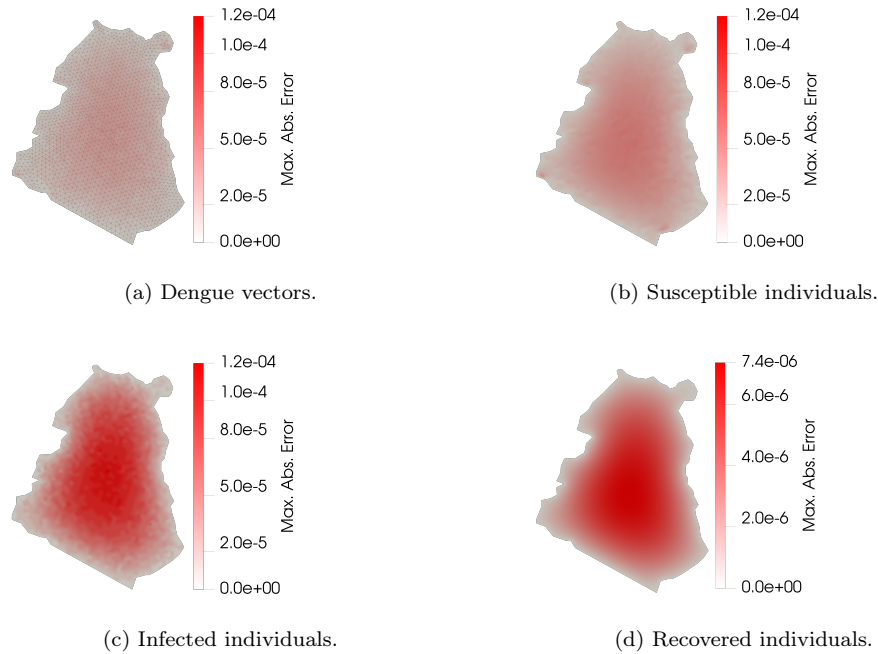 1.2e-04
1.0e-4
8.0e-5
5.0e-5
2.0e-5
0.0e+00
Max. Abs. Error
(a) Dengue vectors.
1.2e-04
1.0e-4
8.0e-5
5.0e-5
2.0e-5
0.0e+00
Max. Abs. Error
(b) Susceptible individuals.
1.2e-04
1.0e-4
8.0e-5
5.0e-5
2.0e-5
0.0e+00
Max. Abs. Error
(c) Infected individuals.
7.4e-06
6.0e-6
4.0e-6
2.0e-6
0.0e+00
Max. Abs. Error
(d) Recovered individuals.